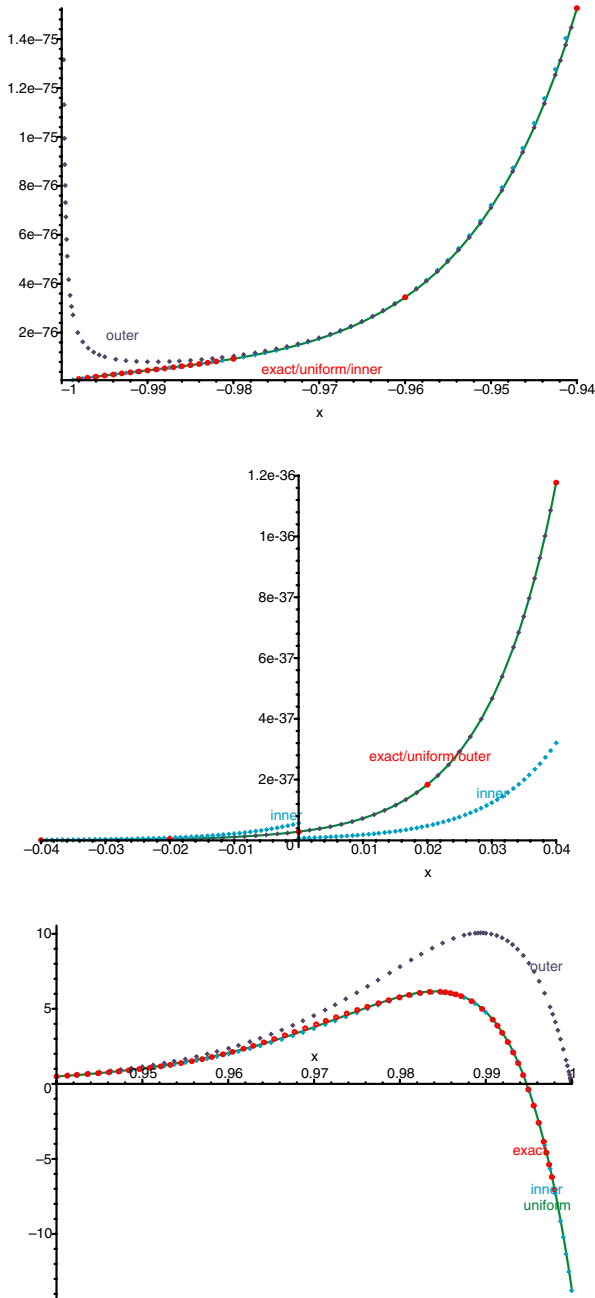 1.4e–75
1.2e–75
1e–75
8e–76
6e–76
4e–76
2e–76
outer
exact/uniform/inner
–1 –0.99 –0.98 –0.97 –0.96 –0.95 –0.94
x
1.2e-36
1e-36
8e-37
6e-37
4e-37
exact/uniform/outer
2e-37
inner
inner
–0.04 –0.03 –0.02 –0.01 0 0.01 0.02 0.03 0.04
x
10
outer
5
x
0.95 0.96 0.97 0.98 0.99 1
0
exact
–5
inner
uniform
–10